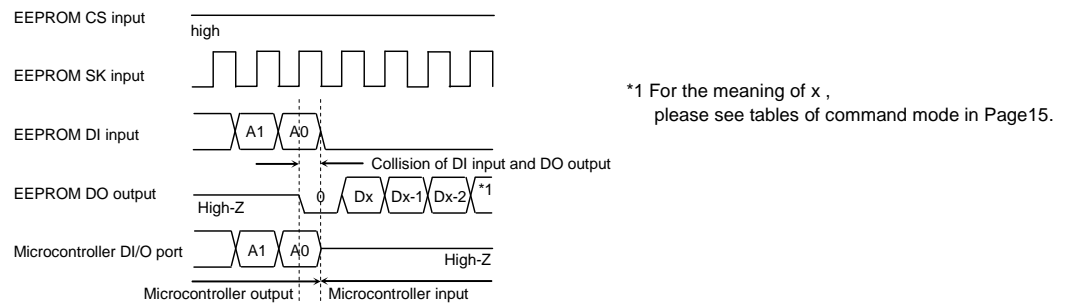 EEPROM CS input
high
EEPROM SK input
*1 For the meaning of x ,
please see tables of command mode in Page15.
EEPROM DI input
A1 A0
Collision of DI input and DO output
EEPROM DO output
High-Z
0 Dx Dx-1 Dx-2 *1
Microcontroller DI/O port
A1 A0
High-Z
Microcontroller output Microcontroller input